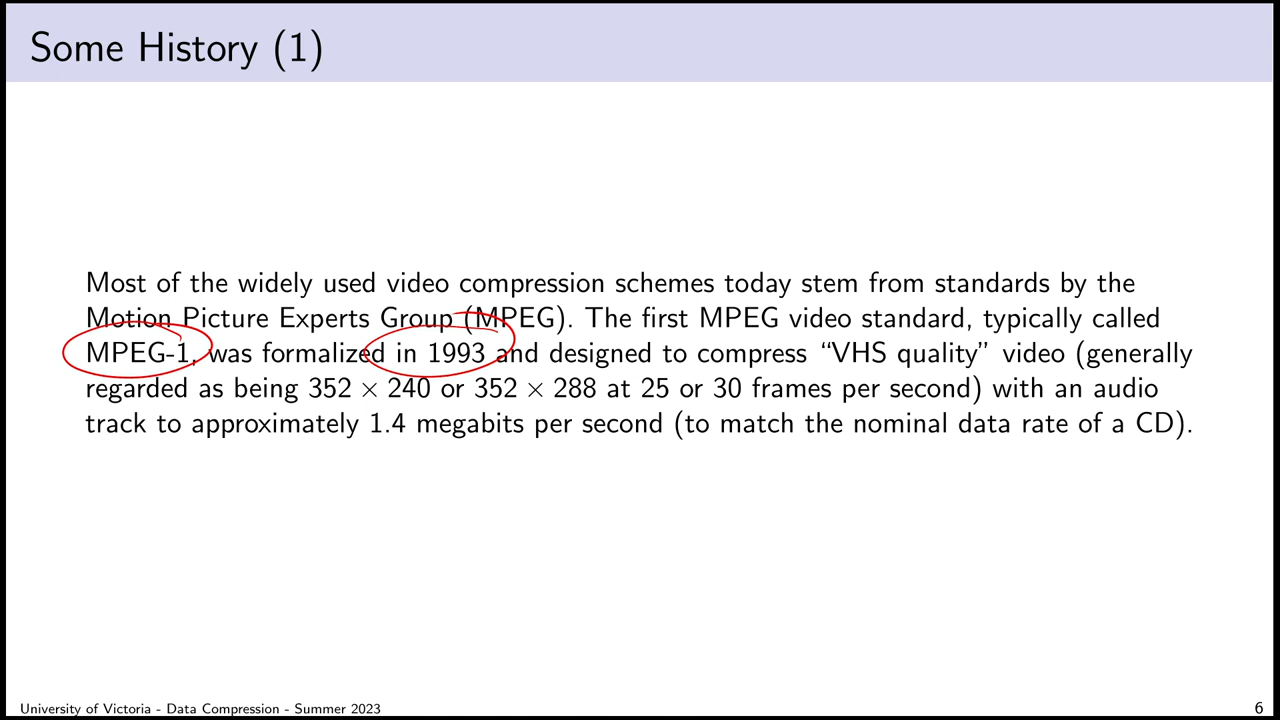 Some History (1)
Most of the widely used video compression schemes today stem from standards by the
Motion Picture Experts Group (MPEG). The first MPEG video standard, typically called
MPEG-1, was formalized in 1993 and designed to compress “VHS quality” video (generally
regarded as being 352 × 240 or 352 × 288 at 25 or 30 frames per second) with an audio
track to approximately 1.4 megabits per second (to match the nominal data rate of a CD).
University of Victoria - Data Compression - Summer 2023
6